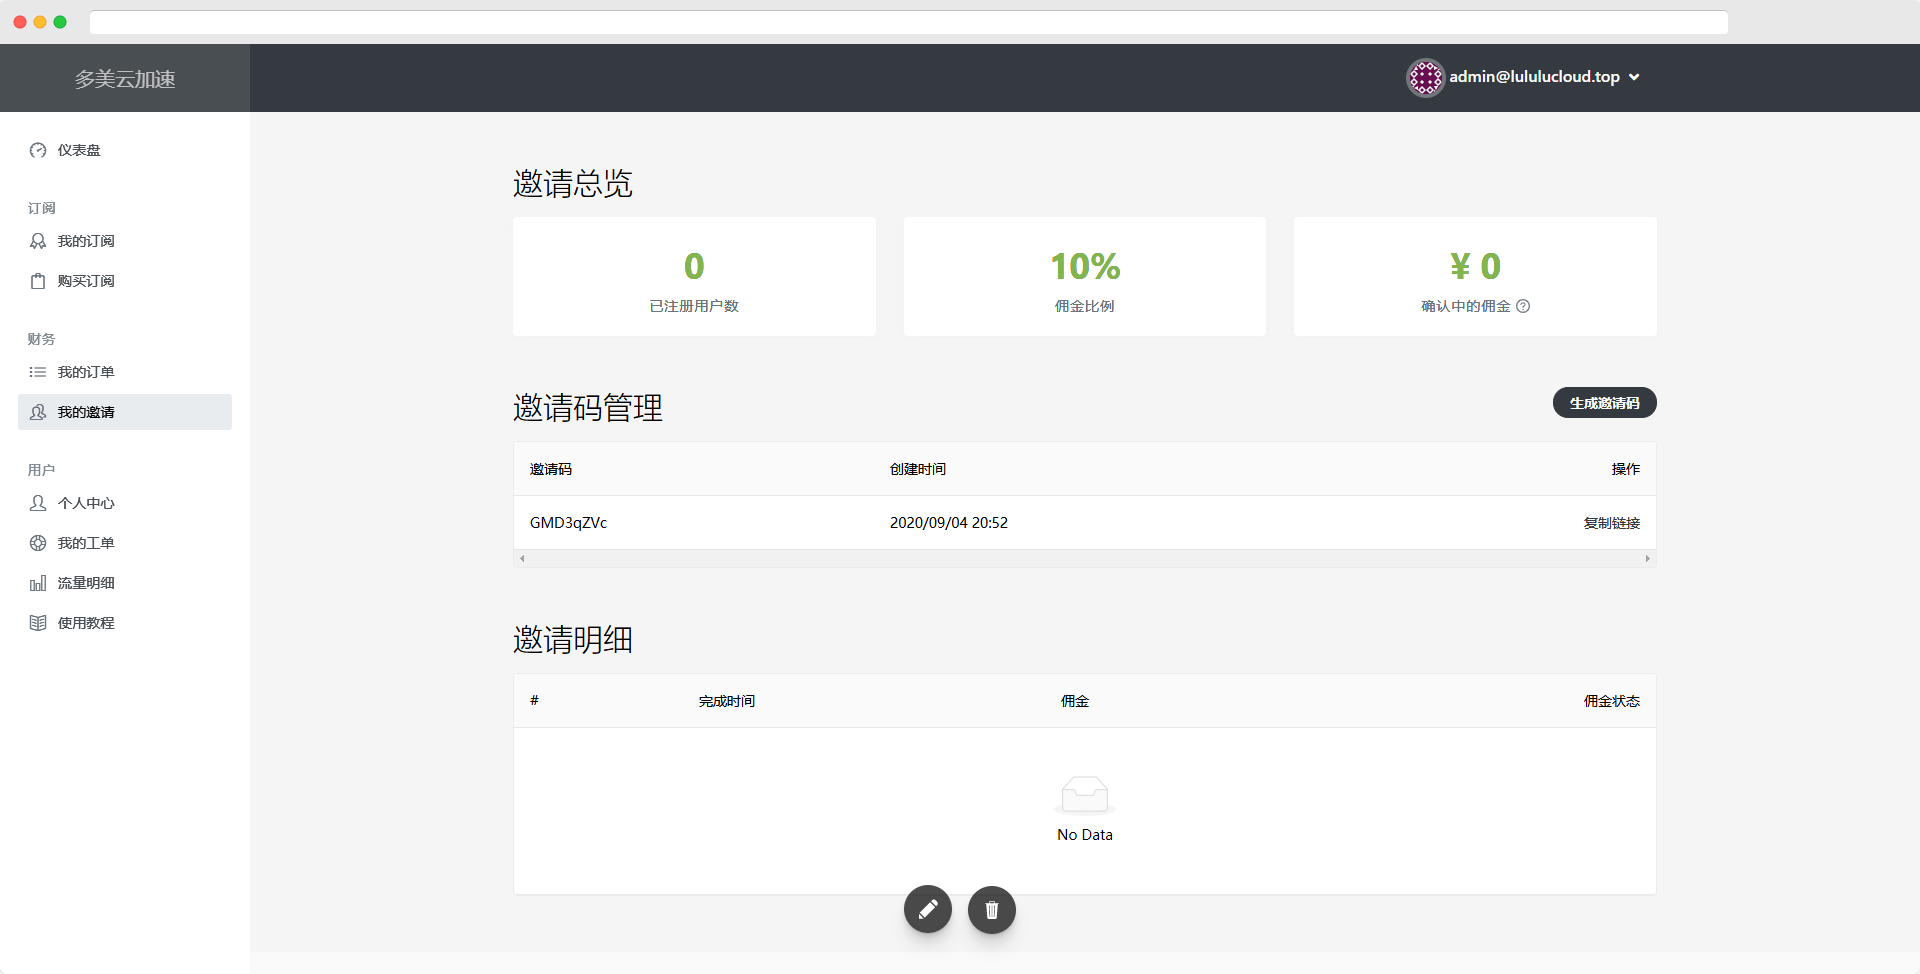 多美云加速
admin@lululucloud.top
仪表盘
订阅
我的订阅
购买订阅
财务
我的订单
我的邀请
用户
个人中心
我的工单
流量明细
使用教程
邀请总览
0
已注册用户数
10%
佣金比例
¥ 0
确认中的佣金
邀请码管理
生成邀请码
邀请码 创建时间 操作
GMD3qZVc 2020/09/04 20:52 复制链接
邀请明细
# 完成时间 佣金 佣金状态
No Data